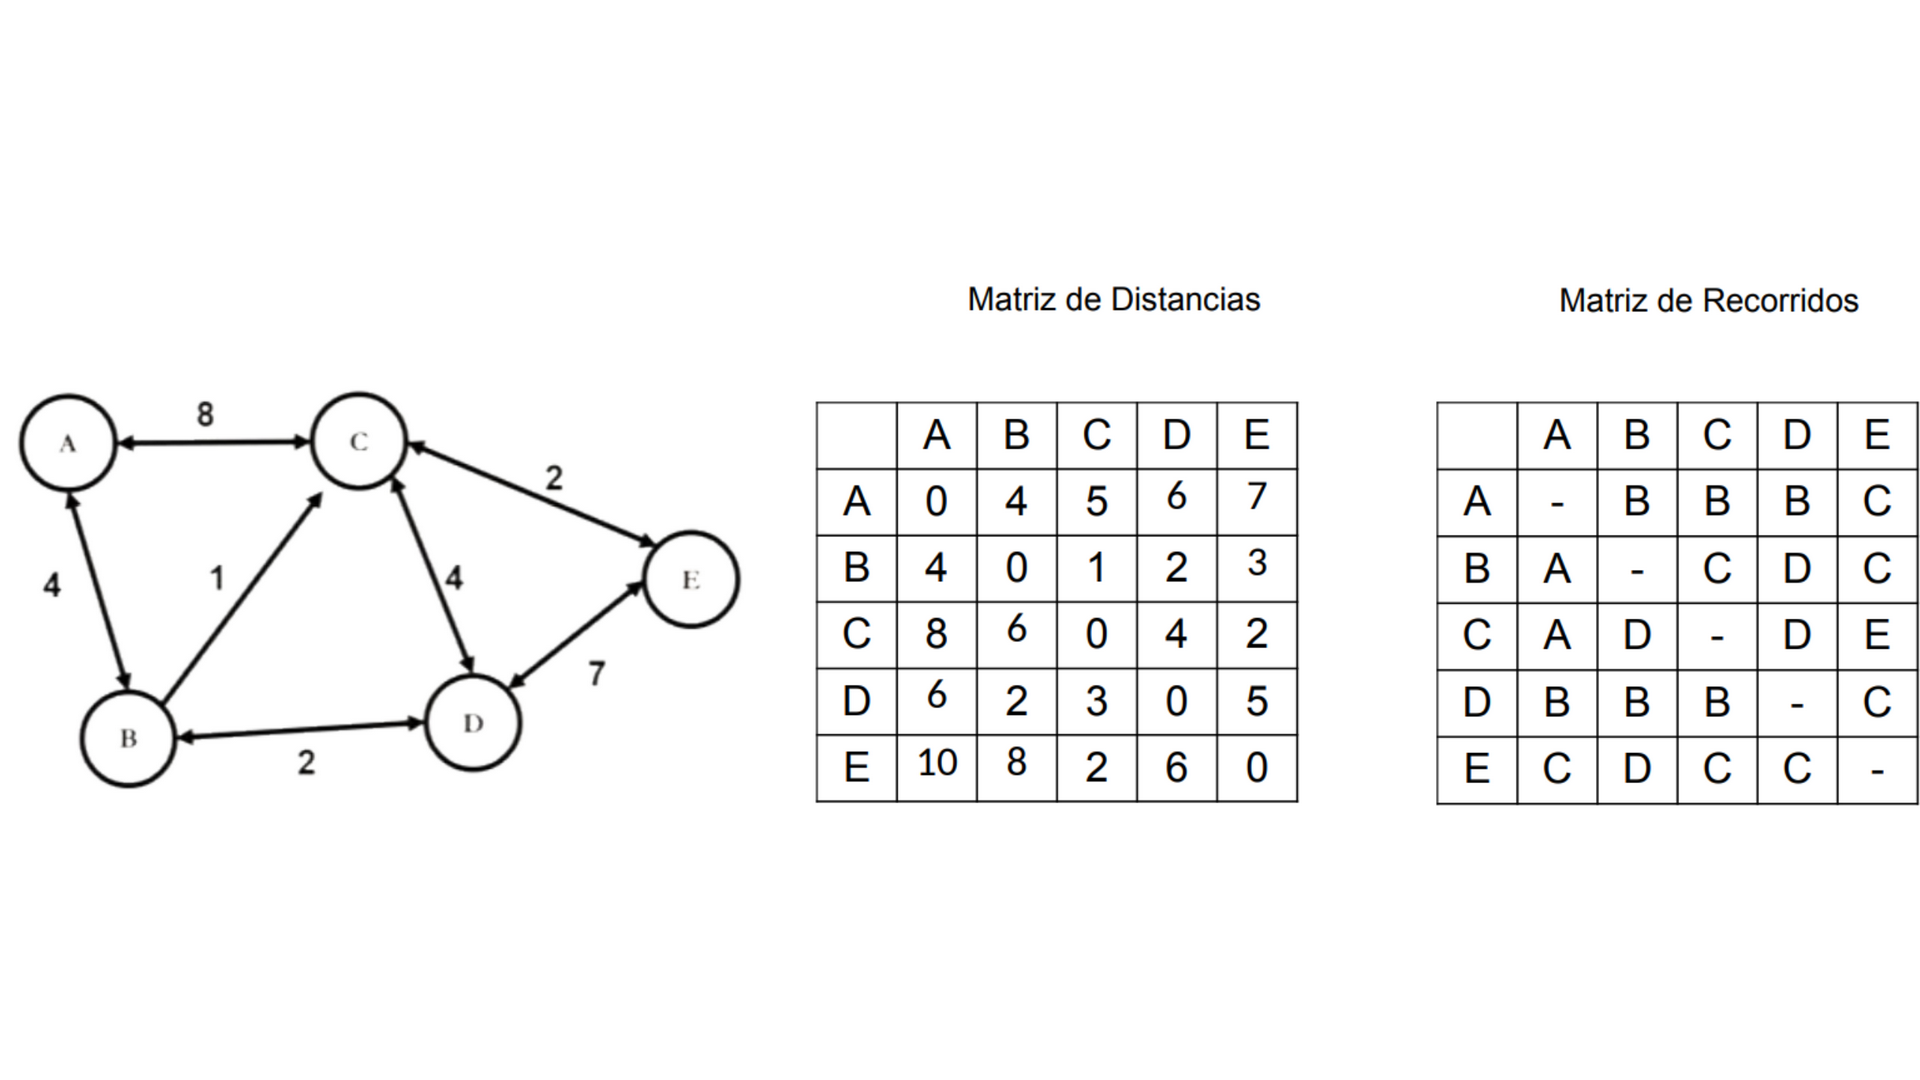 Matriz de Distancias
Matriz de Recorridos
A
8
C
2
E
4
1
4
7
B
2
D
A B C D E
A 0 4 5 6 7
B 4 0 1 2 3
C 8 6 0 4 2
D 6 2 3 0 5
E 10 8 2 6 0
A B C D E
A - B B B C
B A - C D C
C A D - D E
D B B B - C
E C D C C -